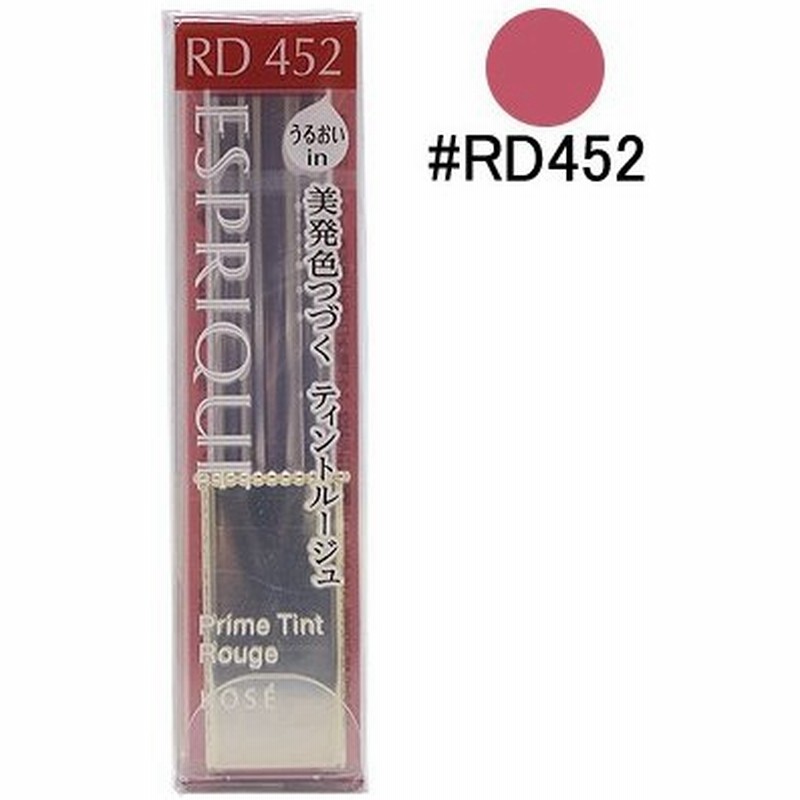 RD 452
うるおい
in
ESPRIQUE
美発色つづく ティントルージュ
Prime Tint
Rouge
KOSÉ
#RD452